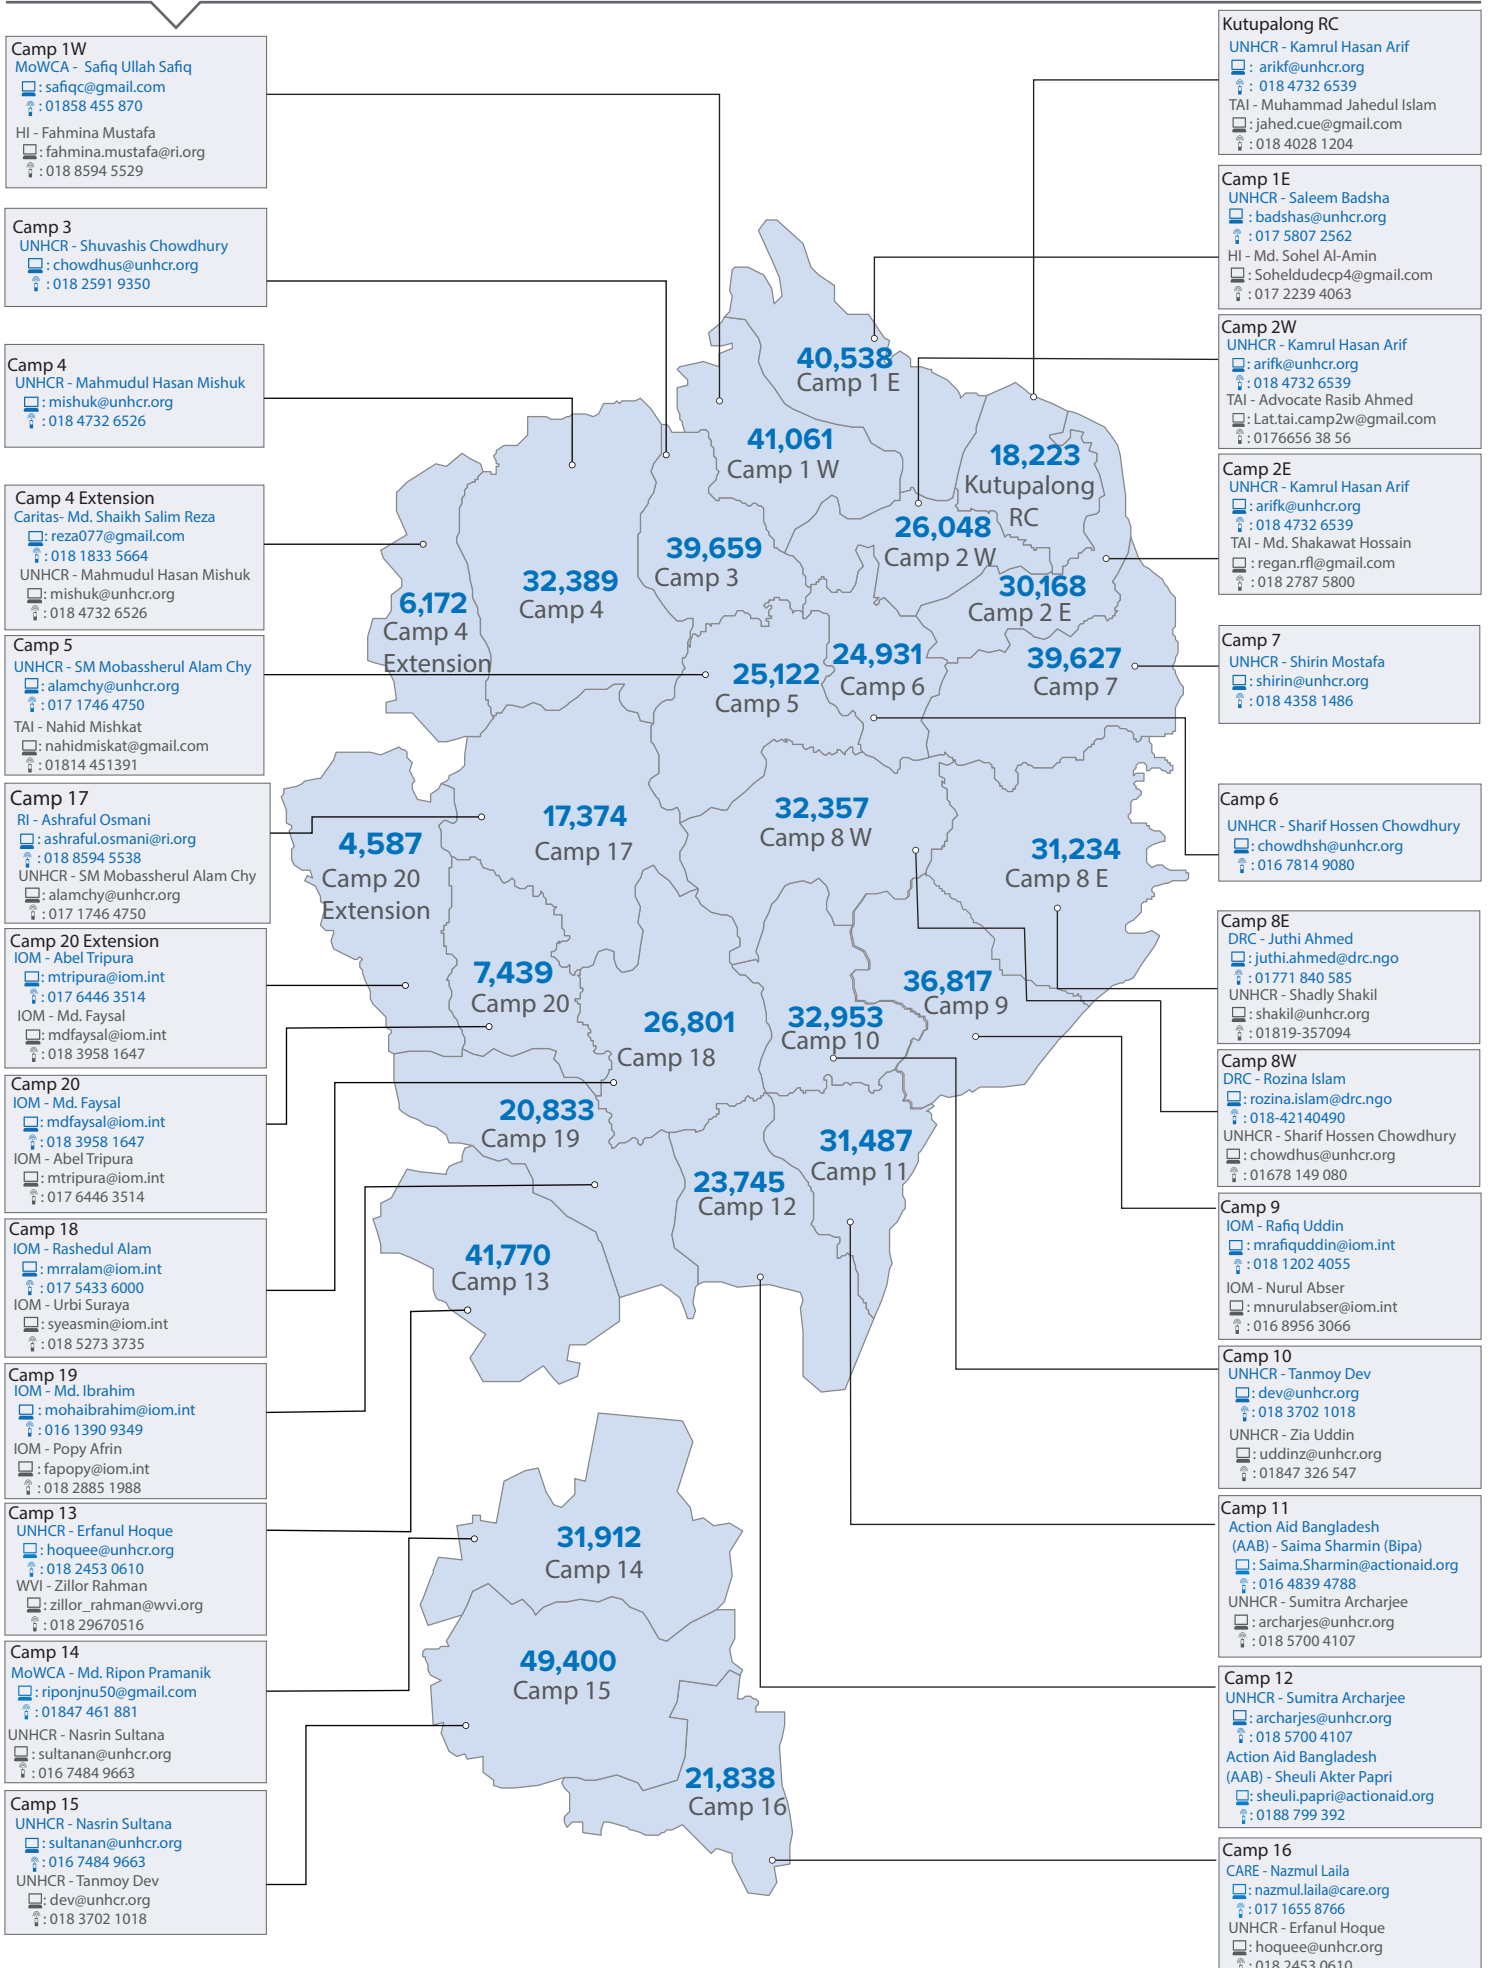 Camp 1W
MoWCA - Safiq Ullah Safiq
: safiqc@gmail.com
: 01858 455 870
HI - Fahmina Mustafa
: fahmina.mustafa@ri.org
: 018 8594 5529
Camp 3
UNHCR - Shuvashis Chowdhury
: chowdhus@unhcr.org
: 018 2591 9350
Camp 4
UNHCR - Mahmudul Hasan Mishuk
: mishuk@unhcr.org
: 018 4732 6526
Camp 4 Extension
Caritas- Md. Shaikh Salim Reza
: reza077@gmail.com
: 018 1833 5664
UNHCR - Mahmudul Hasan Mishuk
: mishuk@unhcr.org
: 018 4732 6526
Camp 5
UNHCR - SM Mobassherul Alam Chy
: alamchy@unhcr.org
: 017 1746 4750
TAI - Nahid Mishkat
: nahidmiskat@gmail.com
: 01814 451391
Camp 17
RI - Ashraful Osmani
: ashraful.osmani@ri.org
: 018 8594 5538
UNHCR - SM Mobassherul Alam Chy
: alamchy@unhcr.org
: 017 1746 4750
Camp 20 Extension
IOM - Abel Tripura
: mtripura@iom.int
: 017 6446 3514
IOM - Md. Faysal
: mdfaysal@iom.int
: 018 3958 1647
Camp 20
IOM - Md. Faysal
: mdfaysal@iom.int
: 018 3958 1647
IOM - Abel Tripura
: mtripura@iom.int
: 017 6446 3514
Camp 18
IOM - Rashedul Alam
: mrralam@iom.int
: 017 5433 6000
IOM - Urbi Suraya
: syeasmin@iom.int
: 018 5273 3735
Camp 19
IOM - Md. Ibrahim
: mohaibrahim@iom.int
: 016 1390 9349
IOM - Popy Afrin
: fapopy@iom.int
: 018 2885 1988
Camp 13
UNHCR - Erfanul Hoque
: hoquee@unhcr.org
: 018 2453 0610
WVI - Zillor Rahman
: zillor_rahman@wvi.org
: 018 29670516
Camp 14
MoWCA - Md. Ripon Pramanik
: riponjnu50@gmail.com
: 01847 461 881
UNHCR - Nasrin Sultana
: sultanan@unhcr.org
: 016 7484 9663
Camp 15
UNHCR - Nasrin Sultana
: sultanan@unhcr.org
: 016 7484 9663
UNHCR - Tanmoy Dev
: dev@unhcr.org
: 018 3702 1018
40,538
Camp 1 E
41,061
Camp 1 W
18,223
Kutupalong
RC
26,048
Camp 2 W
39,659
Camp 3
32,389
Camp 4
30,168
Camp 2 E
6,172
Camp 4
Extension
24,931
Camp 6
39,627
Camp 7
25,122
Camp 5
17,374
Camp 17
32,357
Camp 8 W
4,587
Camp 20
Extension
31,234
Camp 8 E
7,439
Camp 20
36,817
Camp 9
26,801
Camp 18
32,953
Camp 10
20,833
Camp 19
31,487
Camp 11
23,745
Camp 12
41,770
Camp 13
31,912
Camp 14
49,400
Camp 15
21,838
Camp 16
Kutupalong RC
UNHCR - Kamrul Hasan Arif
: arikf@unhcr.org
: 018 4732 6539
TAI - Muhammad Jahedul Islam
: jahed.cue@gmail.com
: 018 4028 1204
Camp 1E
UNHCR - Saleem Badsha
: badshas@unhcr.org
: 017 5807 2562
HI - Md. Sohel Al-Amin
: Soheldudecp4@gmail.com
: 017 2239 4063
Camp 2W
UNHCR - Kamrul Hasan Arif
: arifk@unhcr.org
: 018 4732 6539
TAI - Advocate Rasib Ahmed
: Lat.tai.camp2w@gmail.com
: 0176656 38 56
Camp 2E
UNHCR - Kamrul Hasan Arif
: arifk@unhcr.org
: 018 4732 6539
TAI - Md. Shakawat Hossain
: regan.rfl@gmail.com
: 018 2787 5800
Camp 7
UNHCR - Shirin Mostafa
: shirin@unhcr.org
: 018 4358 1486
Camp 6
UNHCR - Sharif Hossen Chowdhury
: chowdhsh@unhcr.org
: 016 7814 9080
Camp 8E
DRC - Juthi Ahmed
: juthi.ahmed@drc.ngo
: 01771 840 585
UNHCR - Shadly Shakil
: shakil@unhcr.org
: 01819-357094
Camp 8W
DRC - Rozina Islam
: rozina.islam@drc.ngo
: 018-42140490
UNHCR - Sharif Hossen Chowdhury
: chowdhus@unhcr.org
: 01678 149 080
Camp 9
IOM - Rafiq Uddin
: mrafiquddin@iom.int
: 018 1202 4055
IOM - Nurul Abser
: mnurulabser@iom.int
: 016 8956 3066
Camp 10
UNHCR - Tanmoy Dev
: dev@unhcr.org
: 018 3702 1018
UNHCR - Zia Uddin
: uddinz@unhcr.org
: 01847 326 547
Camp 11
Action Aid Bangladesh
(AAB) - Saima Sharmin (Bipa)
: Saima.Sharmin@actionaid.org
: 016 4839 4788
UNHCR - Sumitra Archarjee
: archarjes@unhcr.org
: 018 5700 4107
Camp 12
UNHCR - Sumitra Archarjee
: archarjes@unhcr.org
: 018 5700 4107
Action Aid Bangladesh
(AAB) - Sheuli Akter Papri
: sheuli.papri@actionaid.org
: 0188 799 392
Camp 16
CARE - Nazmul Laila
: nazmul.laila@care.org
: 017 1655 8766
UNHCR - Erfanul Hoque
: hoquee@unhcr.org
: 018 2453 0610